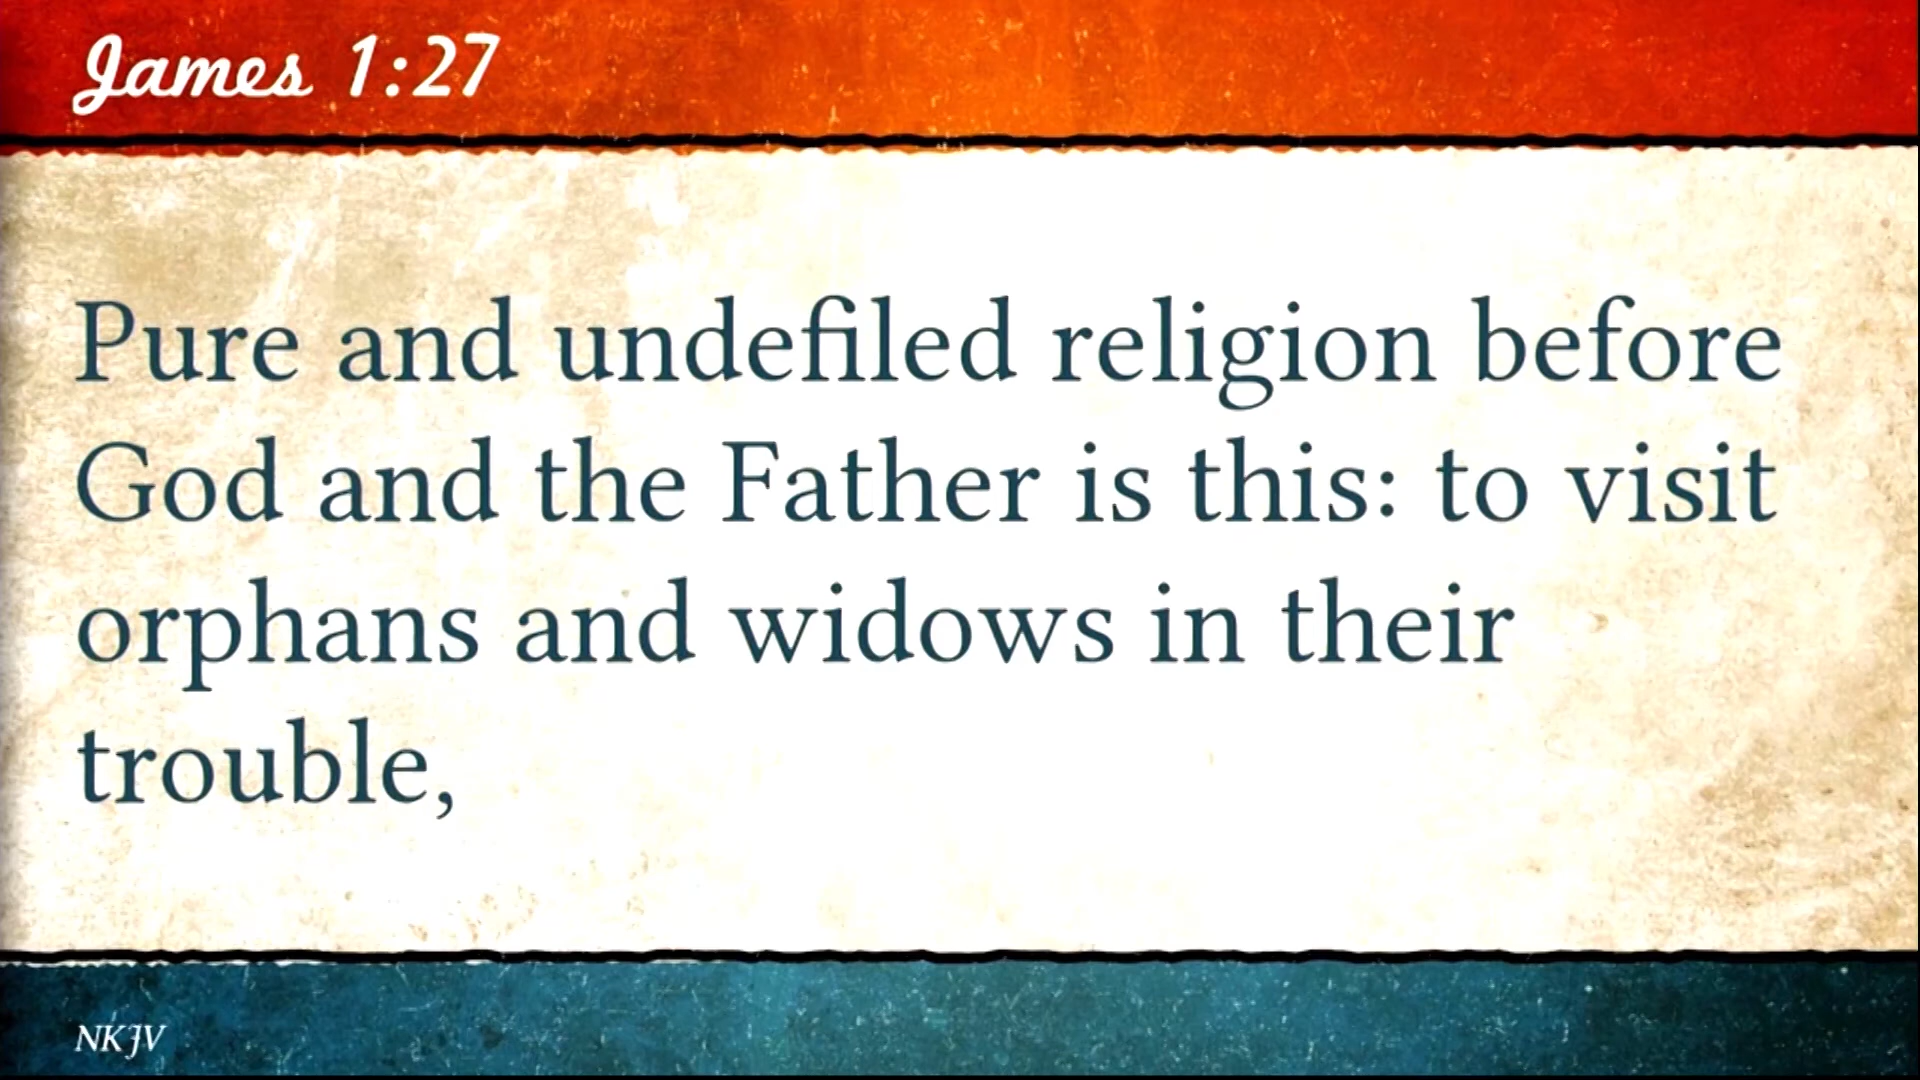 James 1:27
Pure and undefiled religion before
God and the Father is this: to visit
orphans and widows in their
trouble,
NKJV